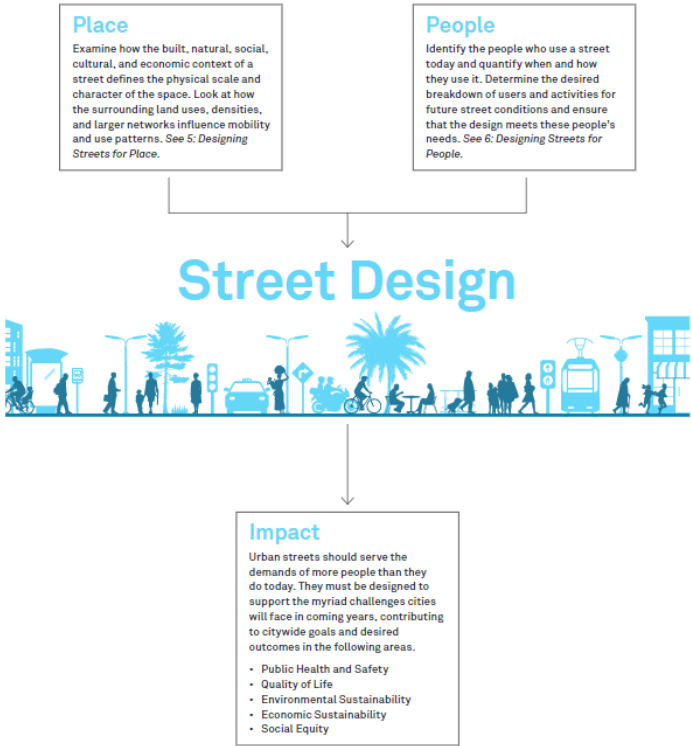 Place
Examine how the built, natural, social,
cultural, and economic context of a
street defines the physical scale and
character of the space. Look at how
the surrounding land uses, densities,
and larger networks influence mobility
and use patterns. See 5: Designing
Streets for Place.
People
Identify the people who use a street
today and quantify when and how
they use it. Determine the desired
breakdown of users and activities for
future street conditions and ensure
that the design meets these people's
needs. See 6: Designing Streets for
People.
Street Design
Impact
Urban streets should serve the
demands of more people than they
do today. They must be designed to
support the myriad challenges cities
will face in coming years, contributing
to citywide goals and desired
outcomes in the following areas.
• Public Health and Safety
• Quality of Life
• Environmental Sustainability
• Economic Sustainability
• Social Equity